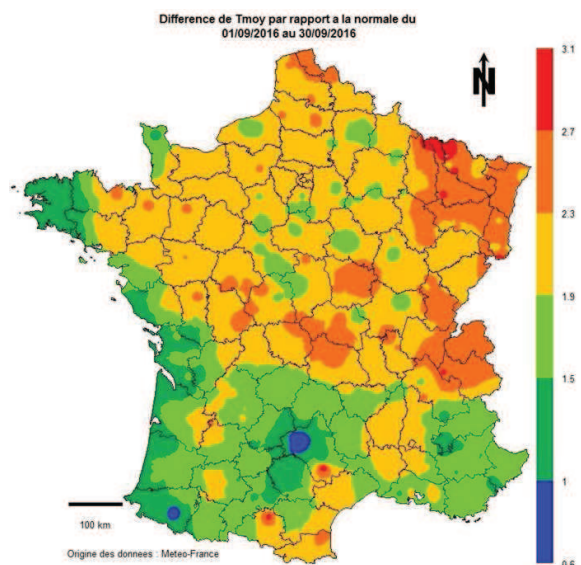 Difference de Tmoy par rapport a la normale du
01/09/2016 au 30/09/2016
N
3.1
2.7
2.3
1.9
1.5
1
0.5
100 km
Origine des donnees : Meteo-France